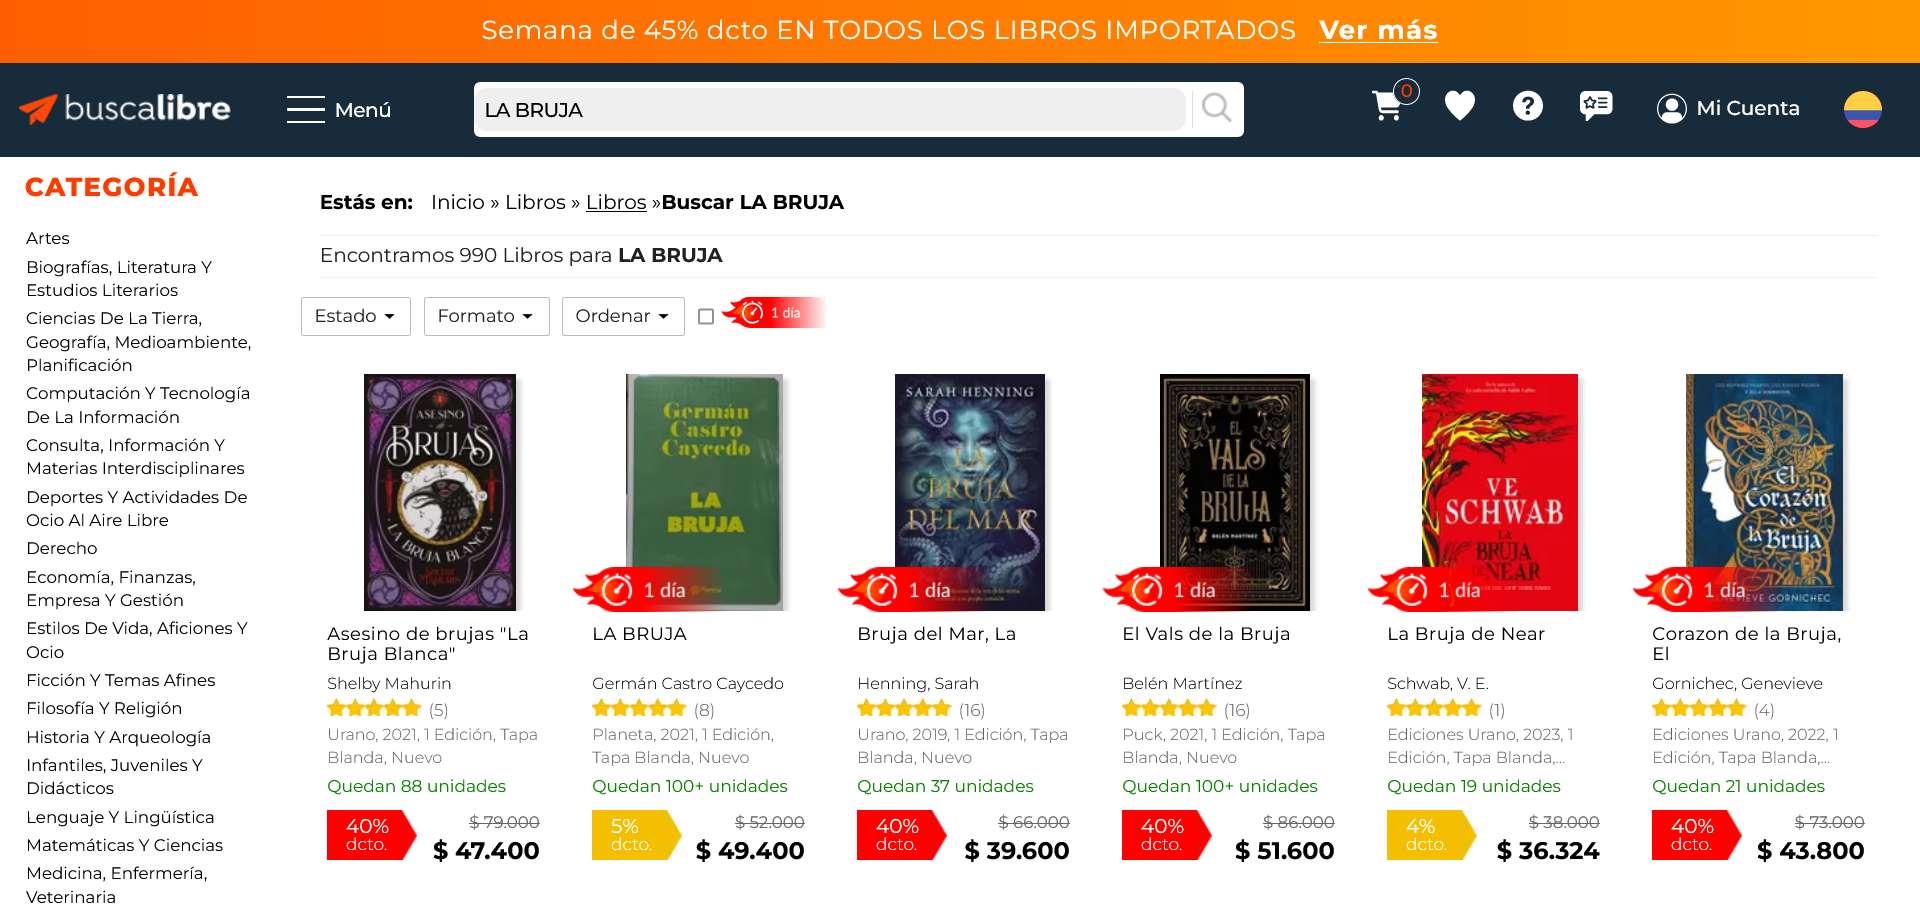 Semana de 45% dcto EN TODOS LOS LIBROS IMPORTADOS Ver más
buscalibre
Menú
LA BRUJA
0
Mi Cuenta
CATEGORÍA
Artes
Biografías, Literatura Y
Estudios Literarios
Ciencias De La Tierra,
Geografía, Medioambiente,
Planificación
Computación Y Tecnología
De La Información
Consulta, Información Y
Materias Interdisciplinares
Deportes Y Actividades De
Ocio Al Aire Libre
Derecho
Economía, Finanzas,
Empresa Y Gestión
Estilos De Vida, Aficiones Y
Ocio
Ficción Y Temas Afines
Filosofía Y Religión
Historia Y Arqueología
Infantiles, Juveniles Y
Didácticos
Lenguaje Y Lingüística
Matemáticas Y Ciencias
Medicina, Enfermería,
Veterinaria
Estás en: Inicio » Libros » Libros »Buscar LA BRUJA
Encontramos 990 Libros para LA BRUJA
Estado
Formato
Ordenar
1 día
ASESINO
de
BRUJAS
LA BRUJA BLANCA
SHELBY
MAHURIN
Asesino de brujas "La
Bruja Blanca"
Shelby Mahurin
(5)
Urano, 2021, 1 Edición, Tapa
Blanda, Nuevo
Quedan 88 unidades
40%
dcto.
$ 79.000
$ 47.400
Germán
Castro
Caycedo
LA
BRUJA
Planeta
1 día
LA BRUJA
Germán Castro Caycedo
(8)
Planeta, 2021, 1 Edición,
Tapa Blanda, Nuevo
Quedan 100+ unidades
5%
dcto.
$ 52.000
$ 49.400
SARAH HENNING
LA
BRUJA
DEL MAR
1 día
Bruja del Mar, La
Henning, Sarah
(16)
Urano, 2019, 1 Edición, Tapa
Blanda, Nuevo
Quedan 37 unidades
40%
dcto.
$ 66.000
$ 39.600
EL
VALS
DE LA
BRUJA
BELÉN MARTÍNEZ
1 día
El Vals de la Bruja
Belén Martínez
(16)
Puck, 2021, 1 Edición, Tapa
Blanda, Nuevo
Quedan 100+ unidades
40%
dcto.
$ 86.000
$ 51.600
VE
SCHWAB
LA
BRUJA
DE NEAR
1 día
La Bruja de Near
Schwab, V. E.
(1)
Ediciones Urano, 2023, 1
Edición, Tapa Blanda,...
Quedan 19 unidades
4%
dcto.
$ 38.000
$ 36.324
El
Corazón
de
la Bruja
GENEVIEVE GORNICHEC
1 día
Corazon de la Bruja,
El
Gornichec, Genevieve
(4)
Ediciones Urano, 2022, 1
Edición, Tapa Blanda,...
Quedan 21 unidades
40%
dcto.
$ 73.000
$ 43.800